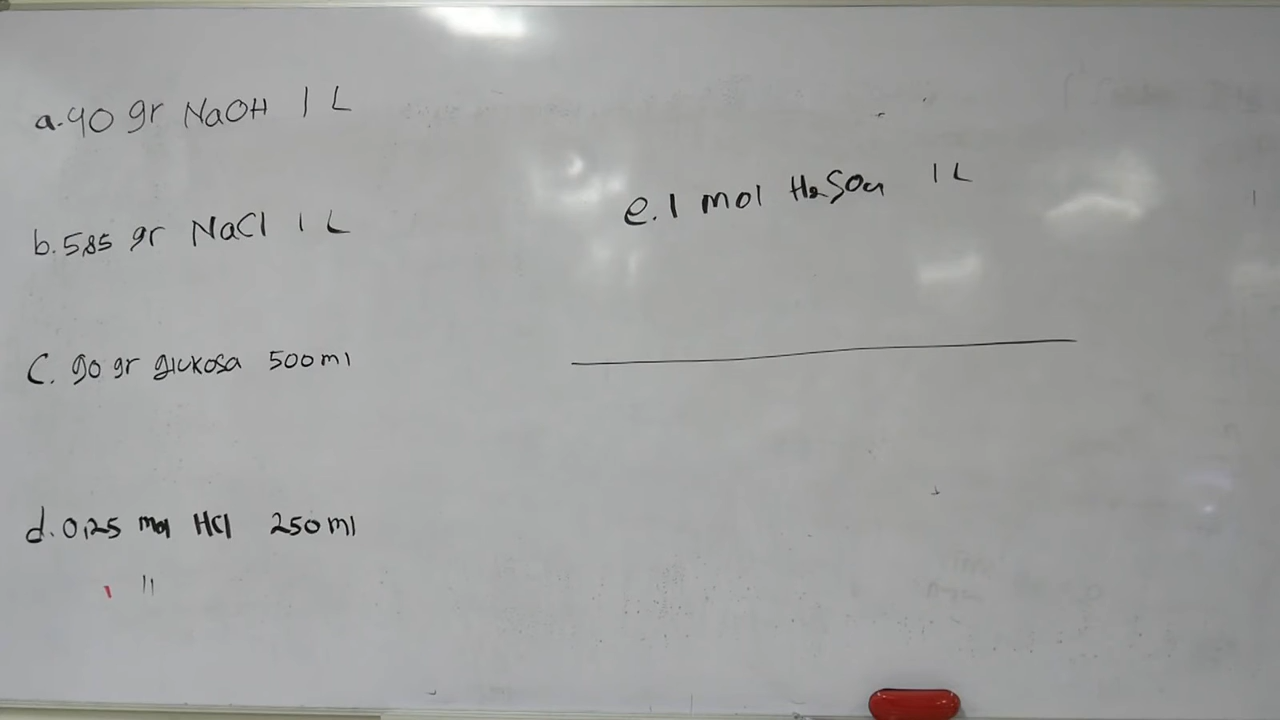 a. 40 gr NaOH 1 L
b. 5,85 gr NaCl 1 L
c. 90 gr glukosa 500 ml
d. 0,25 mol HCl 250 ml
"
e. 1 mol H₂SO₄ 1 L